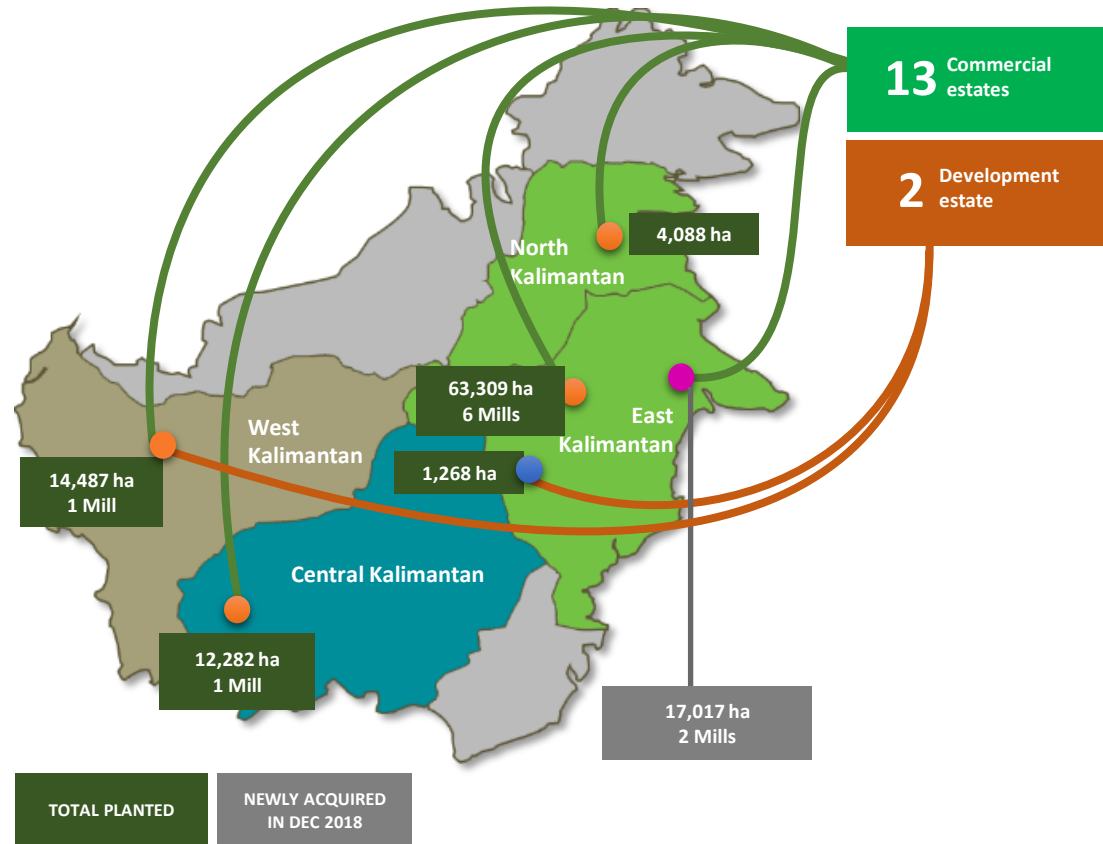 13 Commercial
estates
2 Development
estate
4,088 ha
North
Kalimantan
63,309 ha
6 Mills
East
Kalimantan
West
Kalimantan
1,268 ha
14,487 ha
1 Mill
Central Kalimantan
12,282 ha
1 Mill
17,017 ha
2 Mills
TOTAL PLANTED
NEWLY ACQUIRED
IN DEC 2018